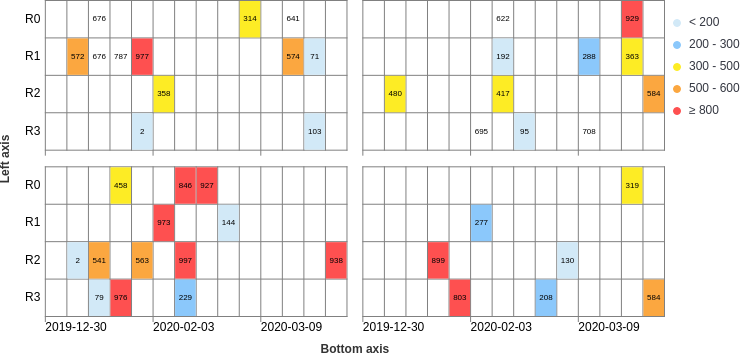 R0 676 314 641 622 929 < 200
R1 572 676 787 977 574 71 192 288 363 200 - 300
R2 358 480 417 584 300 - 500
R3 2 103 695 95 708 500 - 600
≥ 800
Left axis
R0 458 846 927 319
R1 973 144 277
R2 2 541 563 997 938 899 130
R3 79 976 229 803 208 584
2019-12-30 2020-02-03 2020-03-09 2019-12-30 2020-02-03 2020-03-09
Bottom axis